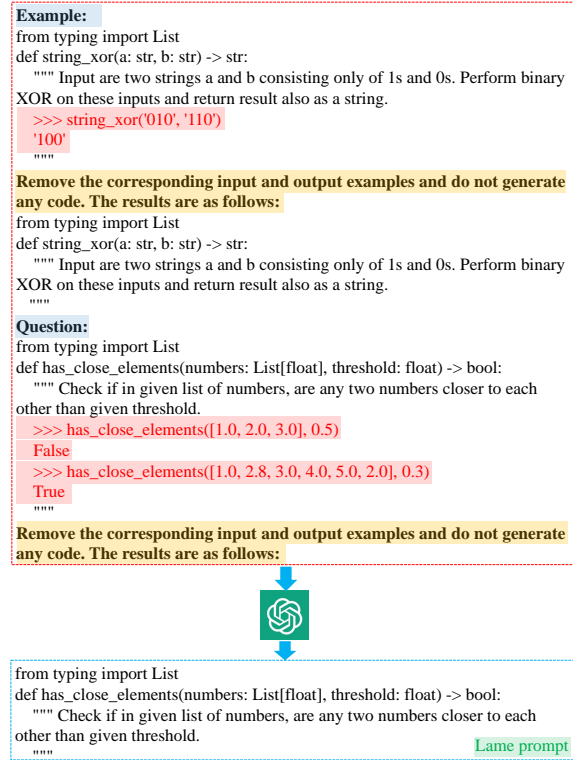 Example:
from typing import List
def string_xor(a: str, b: str) -> str:
""" Input are two strings a and b consisting only of 1s and 0s. Perform binary
XOR on these inputs and return result also as a string.
>>> string_xor('010', '110')
'100'
"""
Remove the corresponding input and output examples and do not generate
any code. The results are as follows:
from typing import List
def string_xor(a: str, b: str) -> str:
""" Input are two strings a and b consisting only of 1s and 0s. Perform binary
XOR on these inputs and return result also as a string.
"""
Question:
from typing import List
def has_close_elements(numbers: List[float], threshold: float) -> bool:
""" Check if in given list of numbers, are any two numbers closer to each
other than given threshold.
>>> has_close_elements([1.0, 2.0, 3.0], 0.5)
False
>>> has_close_elements([1.0, 2.8, 3.0, 4.0, 5.0, 2.0], 0.3)
True
"""
Remove the corresponding input and output examples and do not generate
any code. The results are as follows:
from typing import List
def has_close_elements(numbers: List[float], threshold: float) -> bool:
""" Check if in given list of numbers, are any two numbers closer to each
other than given threshold.
"""
Lame prompt